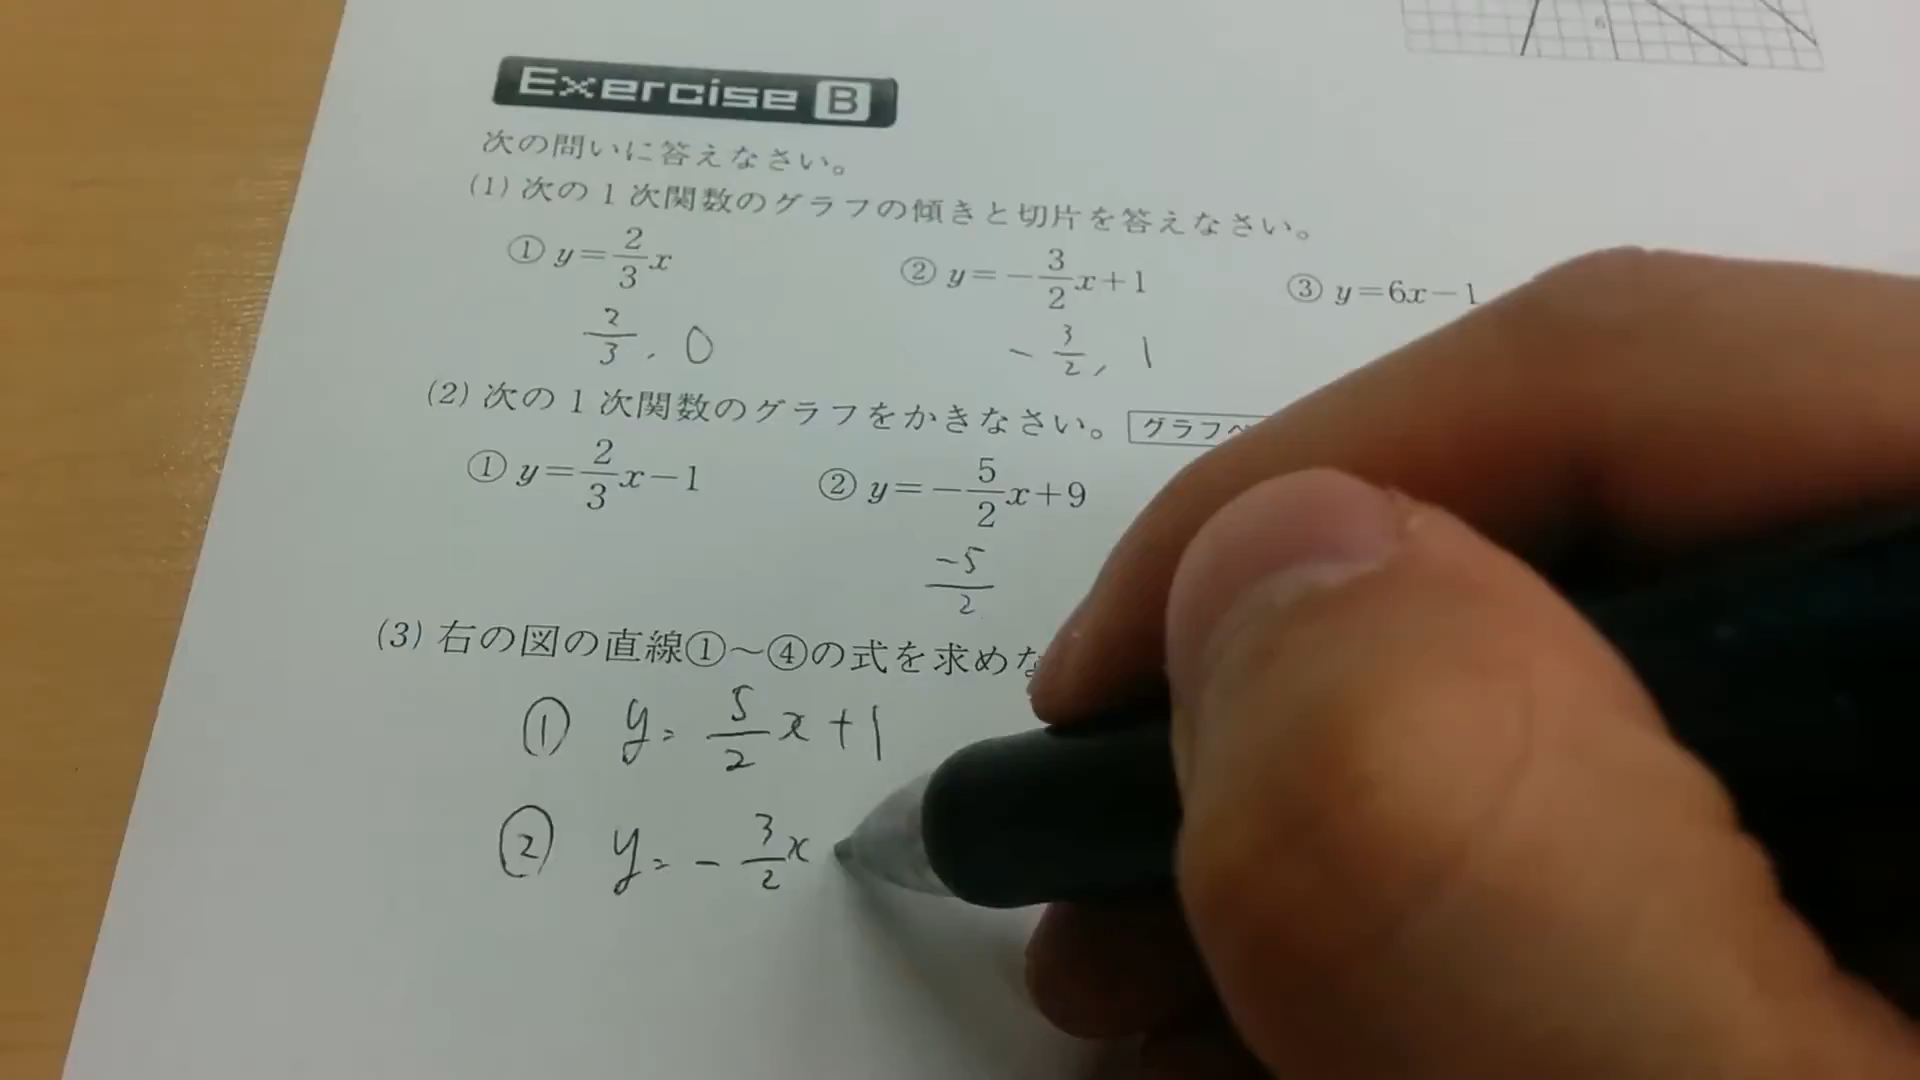 6
Exercise B
次の問いに答えなさい。
(1) 次の1次関数のグラフの傾きと切片を答えなさい。
① y=2/3x ② y=-3/2x+1 ③ y=6x-1
2/3, 0 -3/2, 1
(2) 次の1次関数のグラフをかきなさい。 グラフ
① y=2/3x-1 ② y=-5/2x+9
-5/2
(3) 右の図の直線①~④の式を求めな
① y=5/2x+1
② y=-3/2x